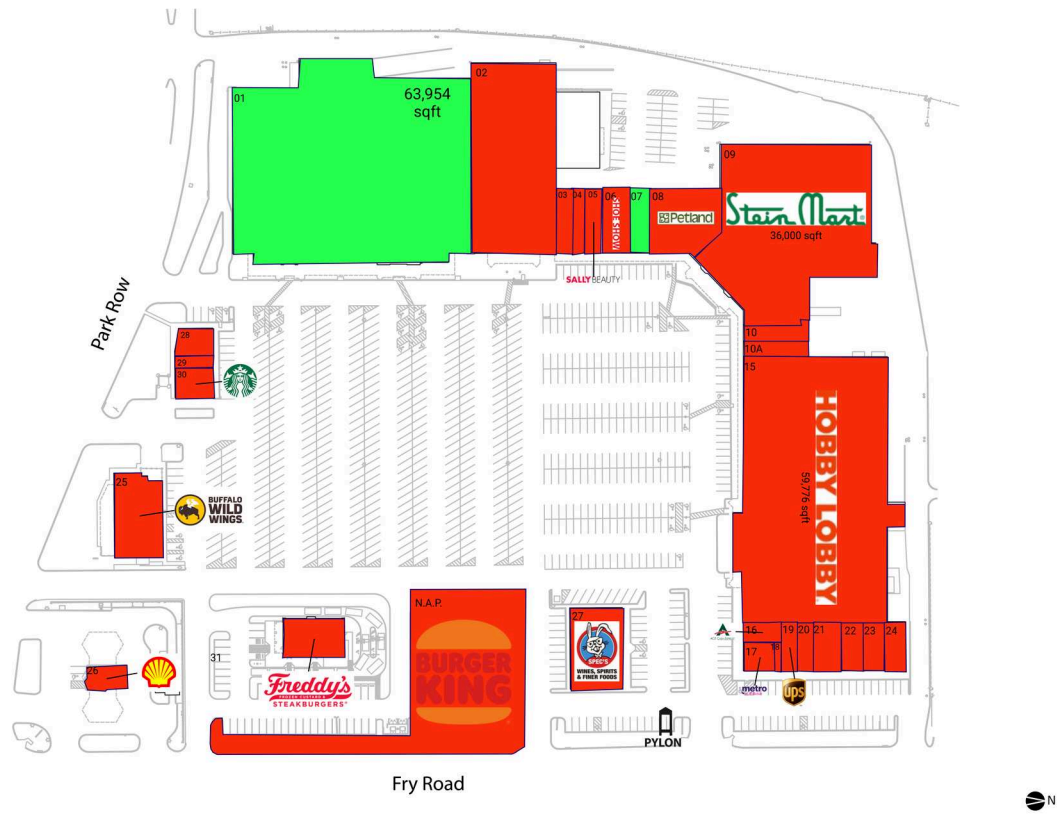 01
63,954
sqft
02
03
04
05
06
SHOE SHOW
07
08
Petland
09
Stein Mart
36,000 sqft
SALLY BEAUTY
Park Row
10
10A
15
HOBBY LOBBY
59,776 sqft
28
29
30
25
BUFFALO
WILD
WINGS
N.A.P.
BURGER
KING
27
SPEC'S
WINES, SPIRITS
& FINER FOODS
16
17
18
19
20
21
22
23
24
metro
ups
26
31
Freddy's
FROZEN CUSTARD &
STEAKBURGERS
PYLON
Fry Road
N